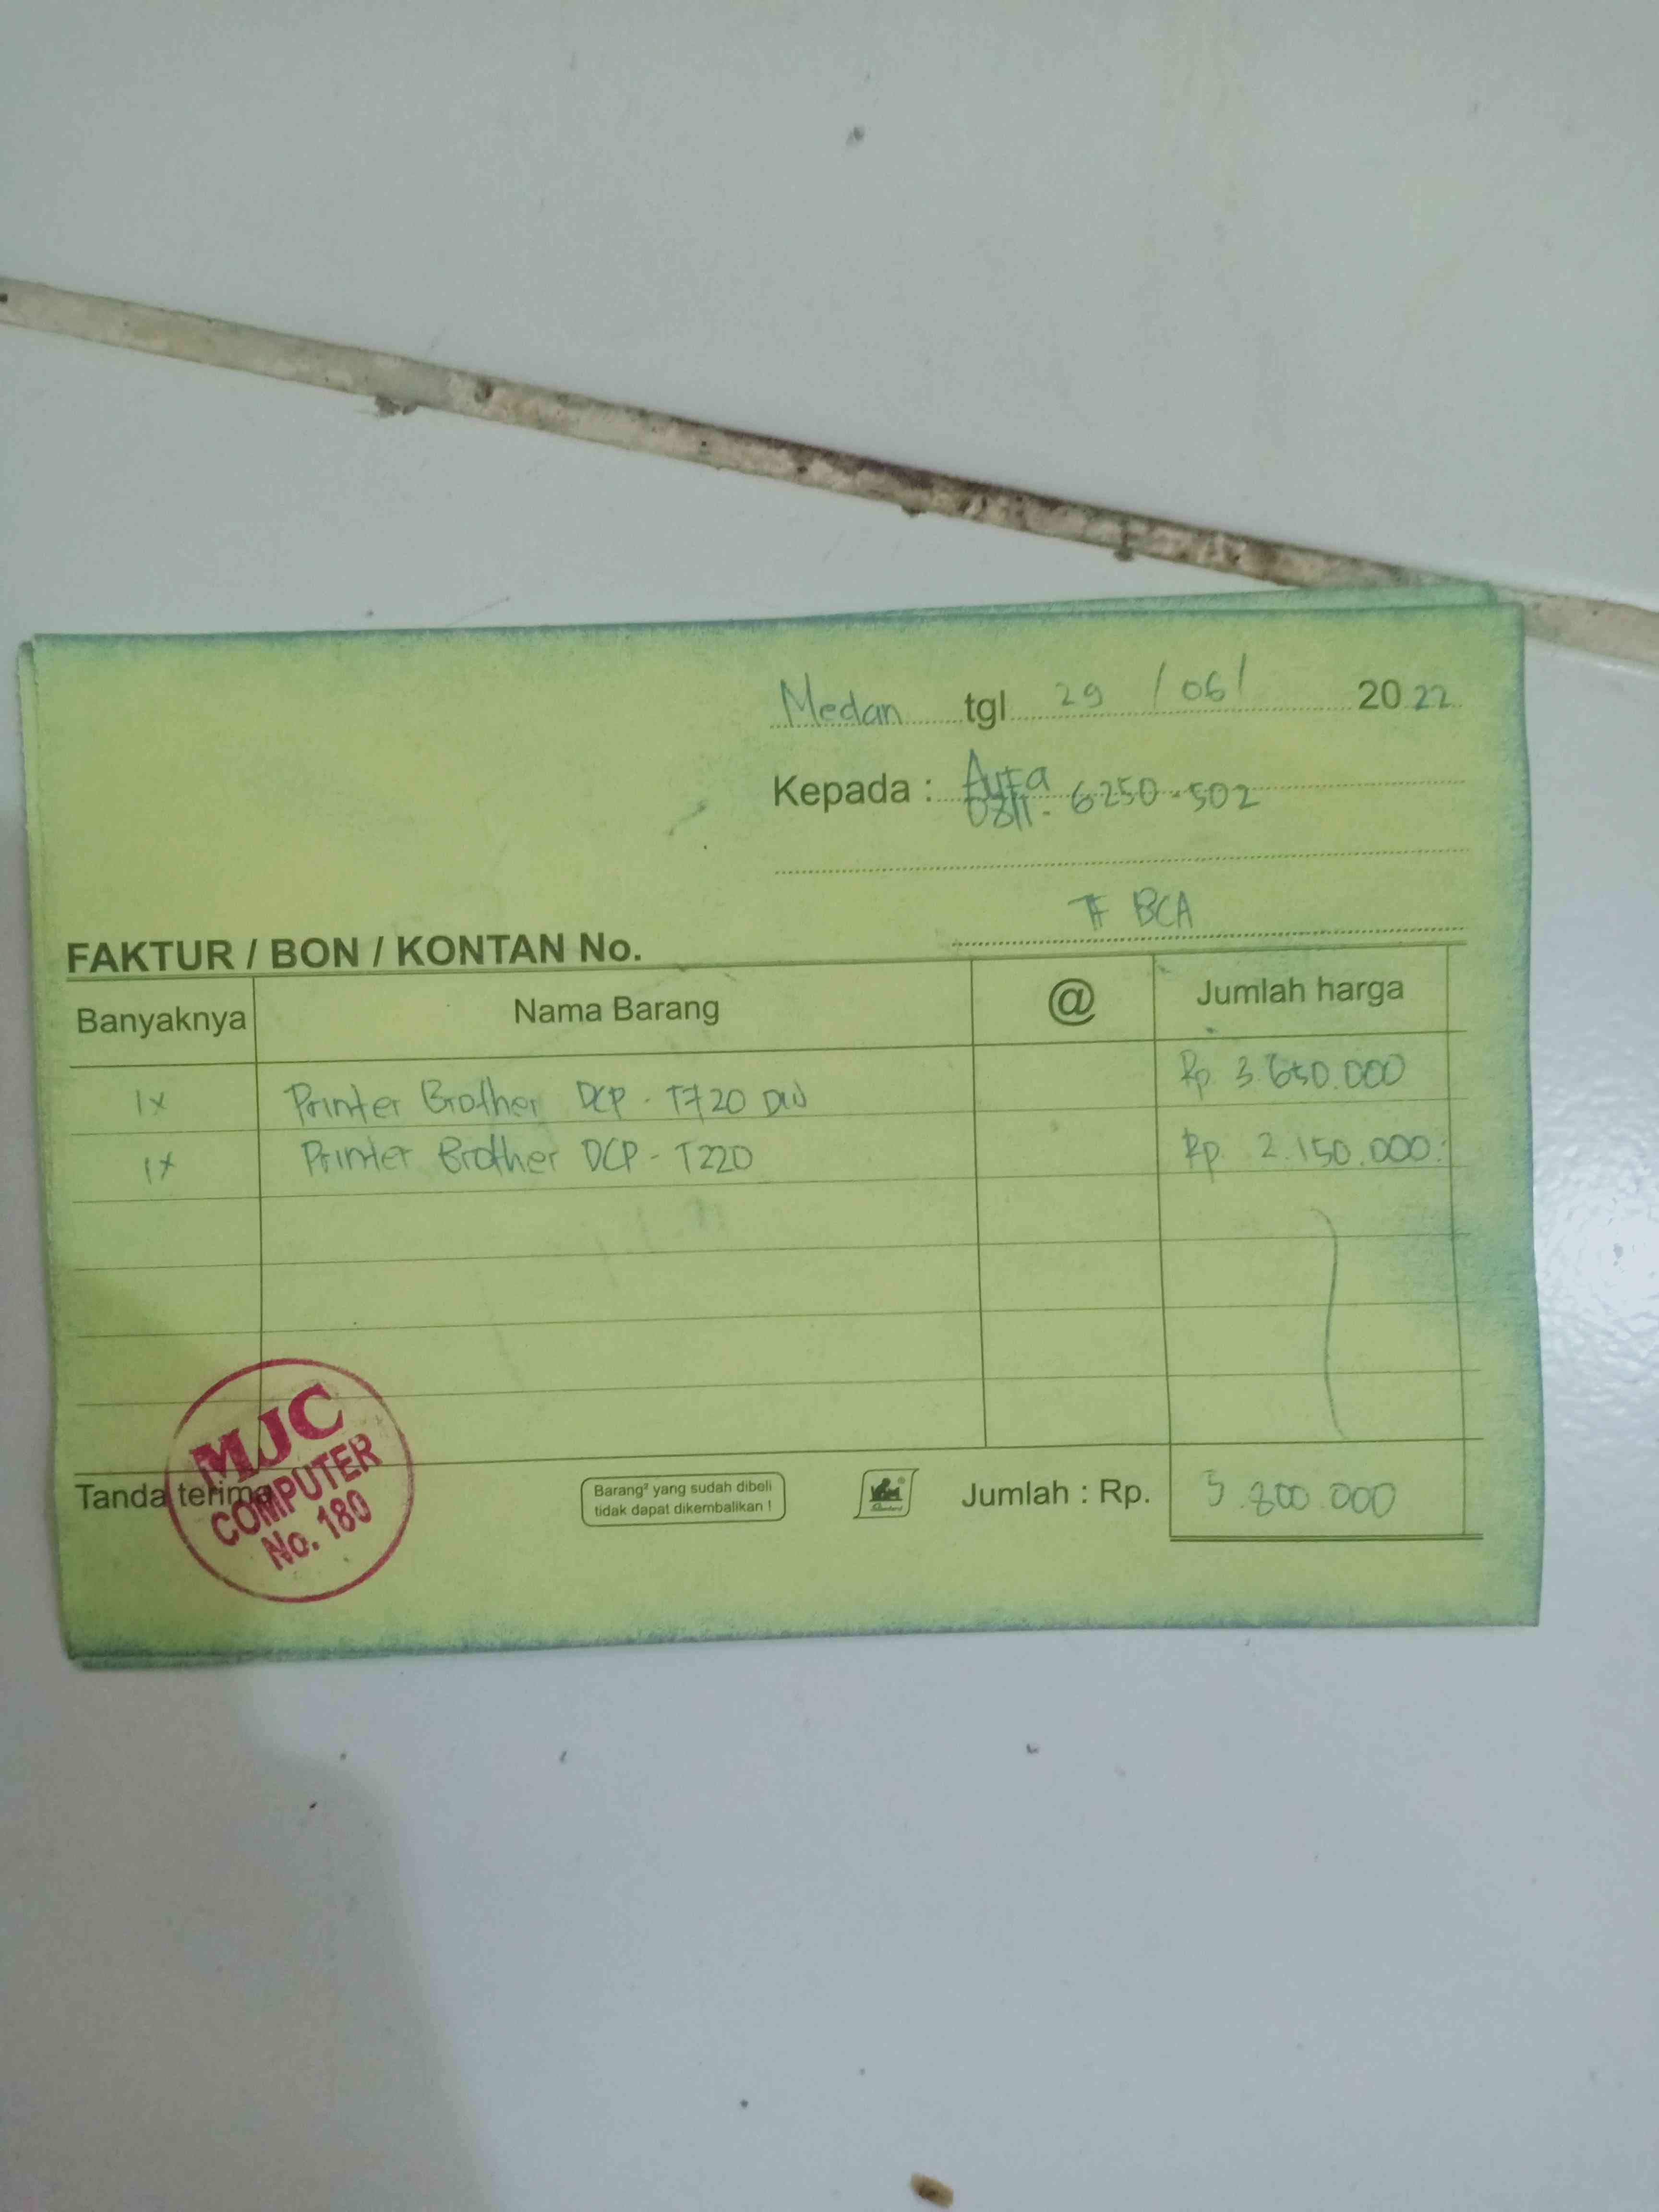 Medan tgl 29 / 06 / 20 22
Kepada : Aufa
0811 - 6250 - 502
TF BCA
FAKTUR / BON / KONTAN No.
Banyaknya Nama Barang @ Jumlah harga
1x Printer Brother DCP - T720 DW Rp 3.650.000
1x Printer Brother DCP - T220 Rp 2.150.000
Tanda terima
MJC
COMPUTER
No. 180
Barang² yang sudah dibeli
tidak dapat dikembalikan !
Jumlah : Rp. 5.800.000